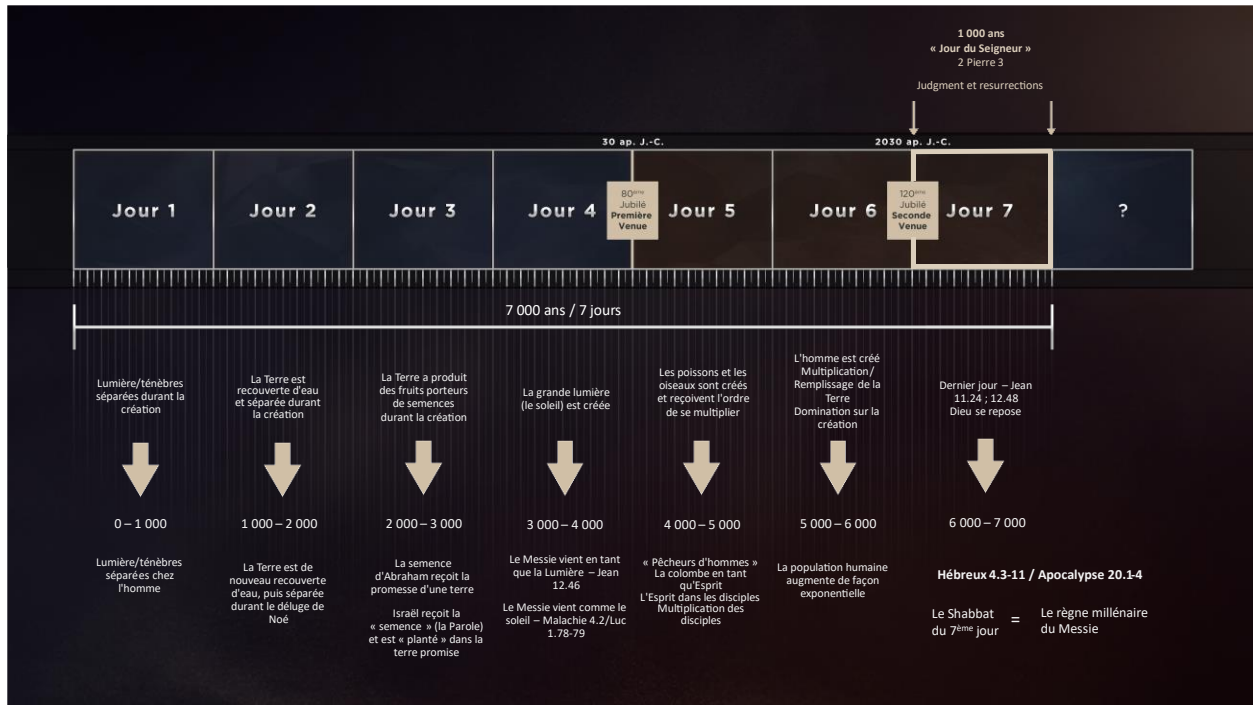 1 000 ans
« Jour du Seigneur »
2 Pierre 3
Judgment et resurrections
30 ap. J.-C.
2030 ap. J.-C.
Jour 1
Jour 2
Jour 3
Jour 4
80ème
Jubilé
Première
Venue
Jour 5
Jour 6
120ème
Jubilé
Seconde
Venue
Jour 7
?
7 000 ans / 7 jours
Lumière/ténèbres
séparées durant la
création
La Terre est
recouverte d'eau
et séparée durant
la création
La Terre a produit
des fruits porteurs
de semences
durant la création
La grande lumière
(le soleil) est créée
Les poissons et les
oiseaux sont créés
et reçoivent l'ordre
de se multiplier
L'homme est créé
Multiplication/
Remplissage de la
Terre
Domination sur la
création
Dernier jour – Jean
11.24 ; 12.48
Dieu se repose
0 – 1 000
1 000 – 2 000
2 000 – 3 000
3 000 – 4 000
4 000 – 5 000
5 000 – 6 000
6 000 – 7 000
Lumière/ténèbres
séparées chez
l'homme
La Terre est de
nouveau recouverte
d'eau, puis séparée
durant le déluge de
Noé
La semence
d'Abraham reçoit la
promesse d'une terre
Israël reçoit la
« semence » (la Parole)
et est « planté » dans la
terre promise
Le Messie vient en tant
que la Lumière – Jean
12.46
Le Messie vient comme le
soleil – Malachie 4.2/Luc
1.78-79
« Pêcheurs d'hommes »
La colombe en tant
qu'Esprit
L'Esprit dans les disciples
Multiplication des
disciples
La population humaine
augmente de façon
exponentielle
Hébreux 4.3-11 / Apocalypse 20.1-4
Le Shabbat
du 7ème jour
=
Le règne millénaire
du Messie